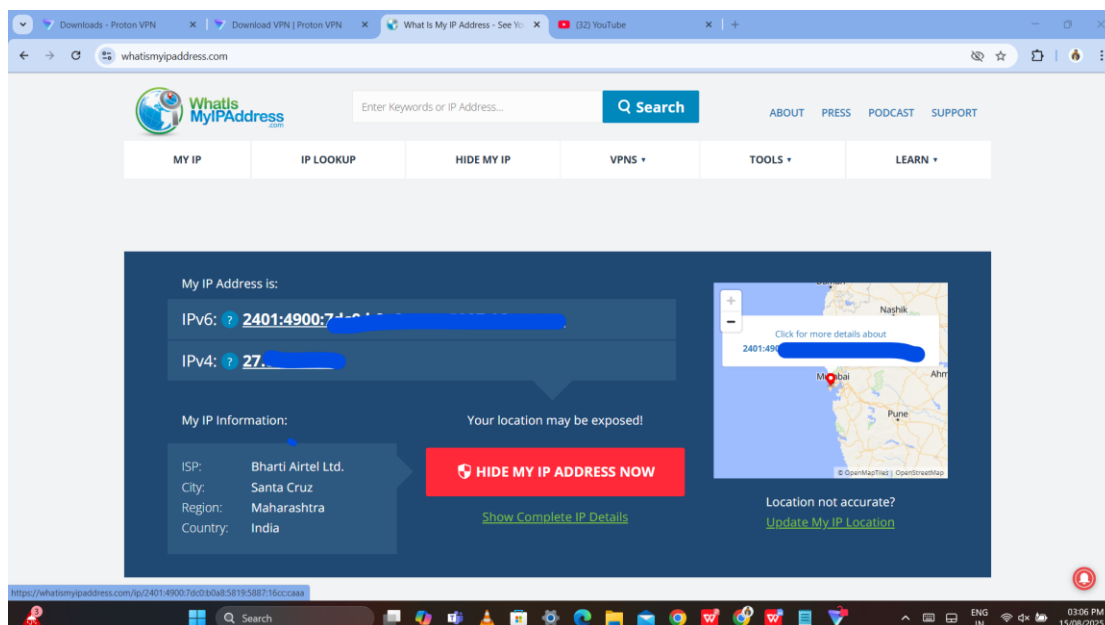 Downloads - Proton VPN
Download VPN | Proton VPN
What Is My IP Address - See Yo
(32) YouTube
whatismyipaddress.com
WhatIs
MyIPAddress
.com
Enter Keywords or IP Address...
Search
ABOUT PRESS PODCAST SUPPORT
MY IP IP LOOKUP HIDE MY IP VPNS TOOLS LEARN
My IP Address is:
IPv6: ? 2401:4900:
IPv4: ? 27.
My IP Information:
ISP: Bharti Airtel Ltd.
City: Santa Cruz
Region: Maharashtra
Country: India
Your location may be exposed!
HIDE MY IP ADDRESS NOW
Show Complete IP Details
+
−
Nashik
Click for more details about
2401:490
Mumbai
Ahm
Pune
© OpenMapTiles | OpenStreetMap
Location not accurate?
Update My IP Location
https://whatismyipaddress.com/ip/2401:4900:7dc0:b0a8:5819:5887:16cc:caaa
3
Search
ENG
IN
03:06 PM
15/08/2025